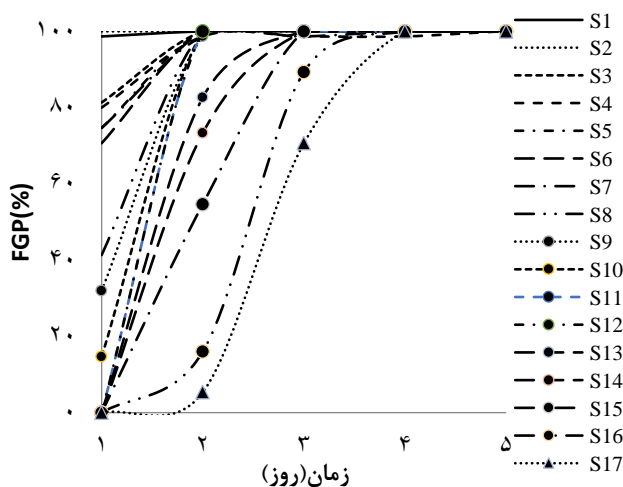 FGP(%)
۱۰۰
۸۰
۶۰
۴۰
۲۰
۰
۱ ۲ ۳ ۴ ۵
زمان(روز)
S1
S2
S3
S4
S5
S6
S7
S8
S9
S10
S11
S12
S13
S14
S15
S16
S17